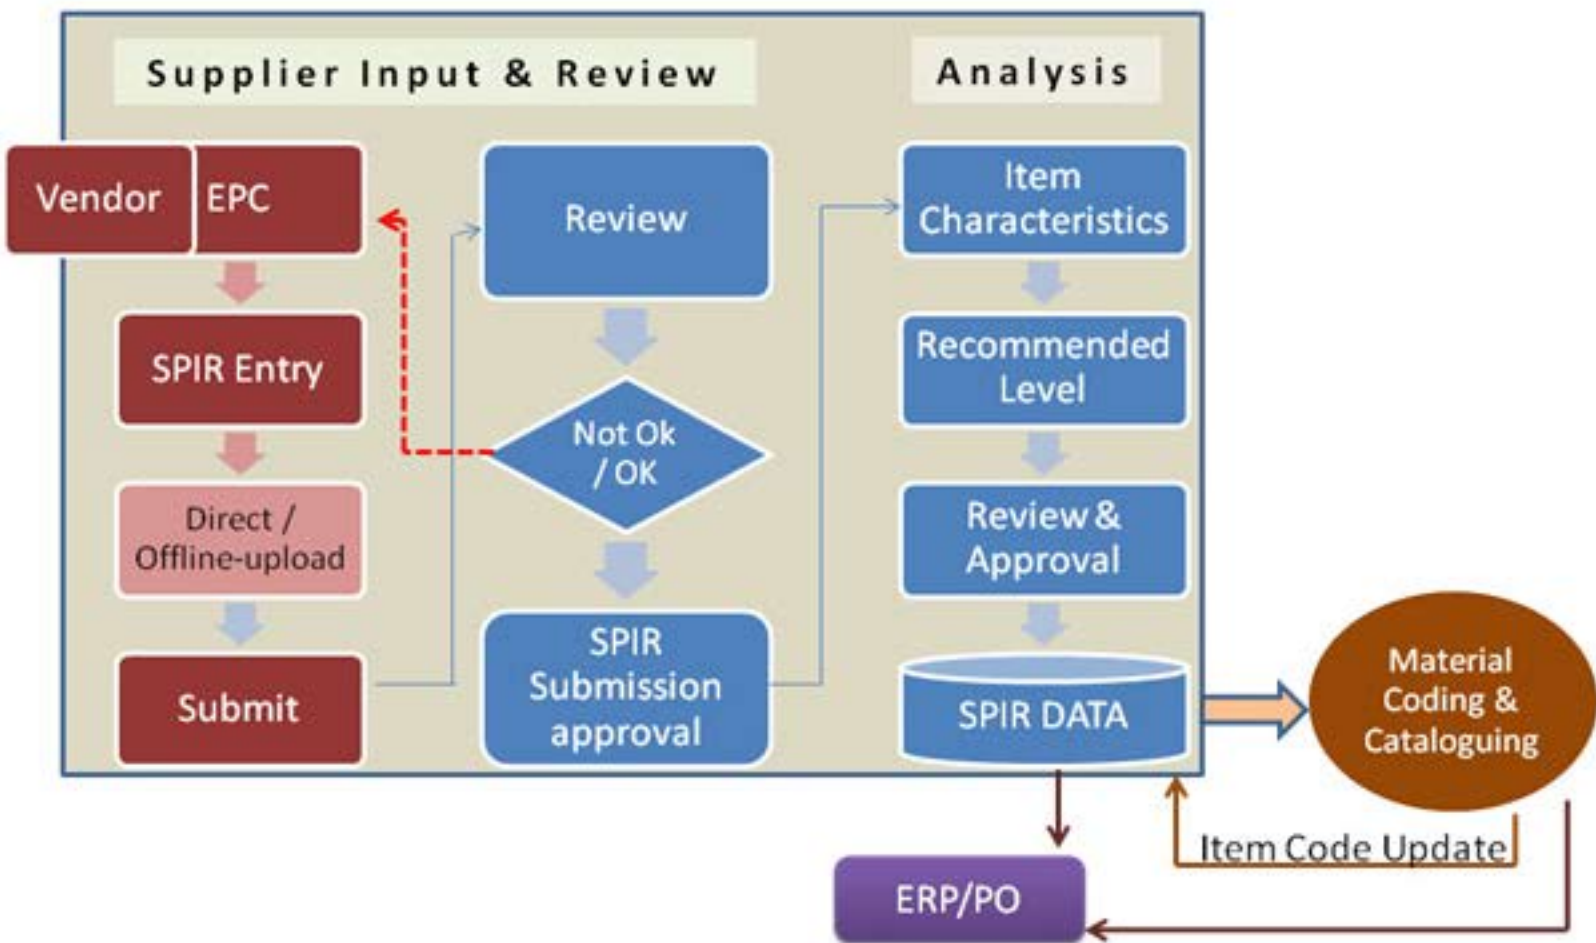 Supplier Input & Review
Analysis
Vendor
EPC
SPIR Entry
Direct /
Offline-upload
Submit
Review
Not Ok
/ OK
SPIR
Submission
approval
Item
Characteristics
Recommended
Level
Review &
Approval
SPIR DATA
Material
Coding &
Cataloguing
Item Code Update
ERP/PO